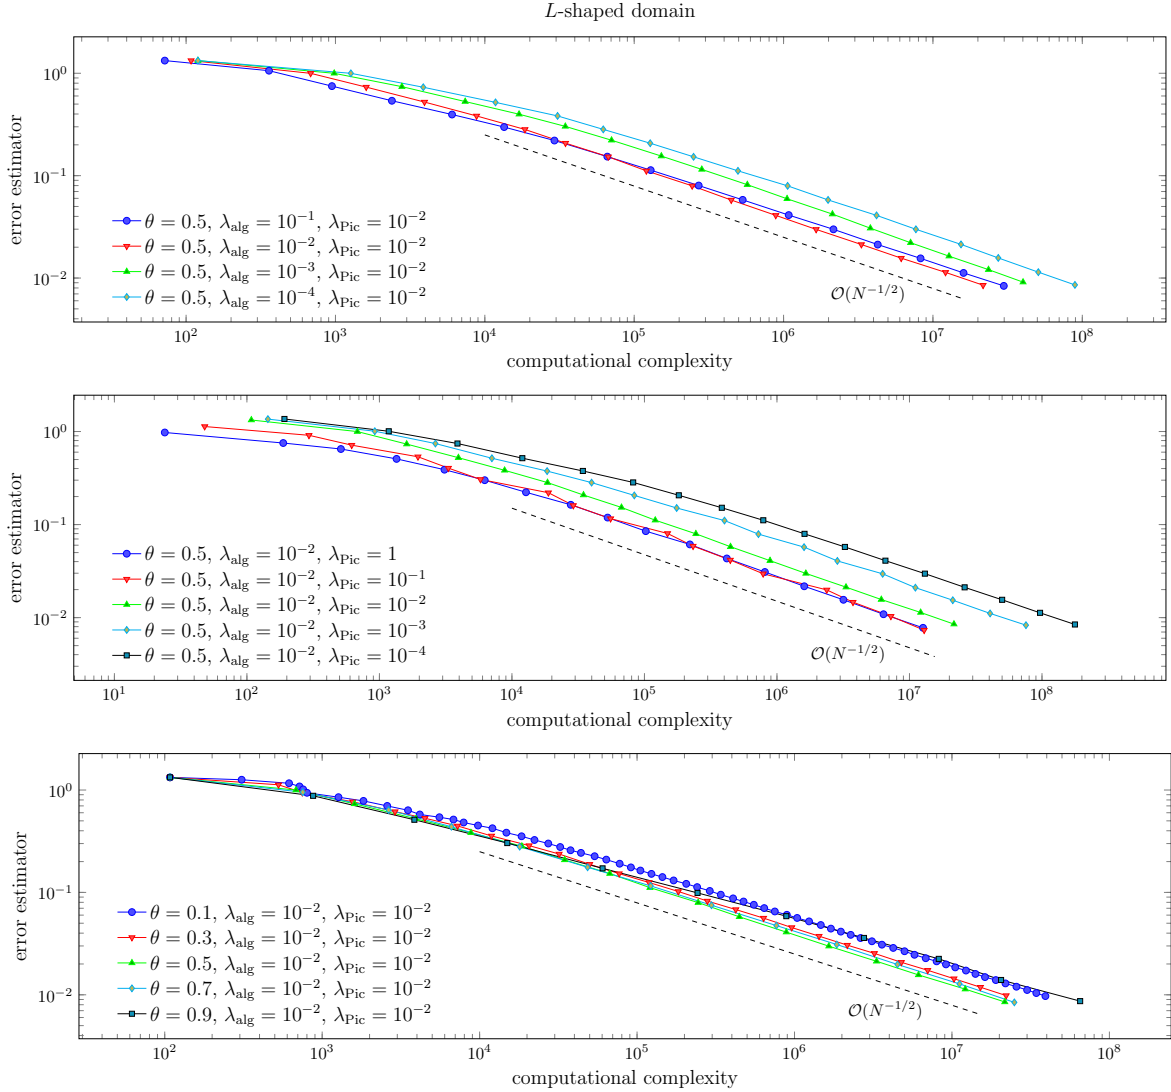 L-shaped domain
10^0
10^{-1}
10^{-2}
error estimator
θ = 0.5, λ_alg = 10^{-1}, λ_Pic = 10^{-2}
θ = 0.5, λ_alg = 10^{-2}, λ_Pic = 10^{-2}
θ = 0.5, λ_alg = 10^{-3}, λ_Pic = 10^{-2}
θ = 0.5, λ_alg = 10^{-4}, λ_Pic = 10^{-2}
𝒪(N^{-1/2})
10^2 10^3 10^4 10^5 10^6 10^7 10^8
computational complexity
10^0
10^{-1}
10^{-2}
error estimator
θ = 0.5, λ_alg = 10^{-2}, λ_Pic = 1
θ = 0.5, λ_alg = 10^{-2}, λ_Pic = 10^{-1}
θ = 0.5, λ_alg = 10^{-2}, λ_Pic = 10^{-2}
θ = 0.5, λ_alg = 10^{-2}, λ_Pic = 10^{-3}
θ = 0.5, λ_alg = 10^{-2}, λ_Pic = 10^{-4}
𝒪(N^{-1/2})
10^1 10^2 10^3 10^4 10^5 10^6 10^7 10^8
computational complexity
10^0
10^{-1}
10^{-2}
error estimator
θ = 0.1, λ_alg = 10^{-2}, λ_Pic = 10^{-2}
θ = 0.3, λ_alg = 10^{-2}, λ_Pic = 10^{-2}
θ = 0.5, λ_alg = 10^{-2}, λ_Pic = 10^{-2}
θ = 0.7, λ_alg = 10^{-2}, λ_Pic = 10^{-2}
θ = 0.9, λ_alg = 10^{-2}, λ_Pic = 10^{-2}
𝒪(N^{-1/2})
10^2 10^3 10^4 10^5 10^6 10^7 10^8
computational complexity